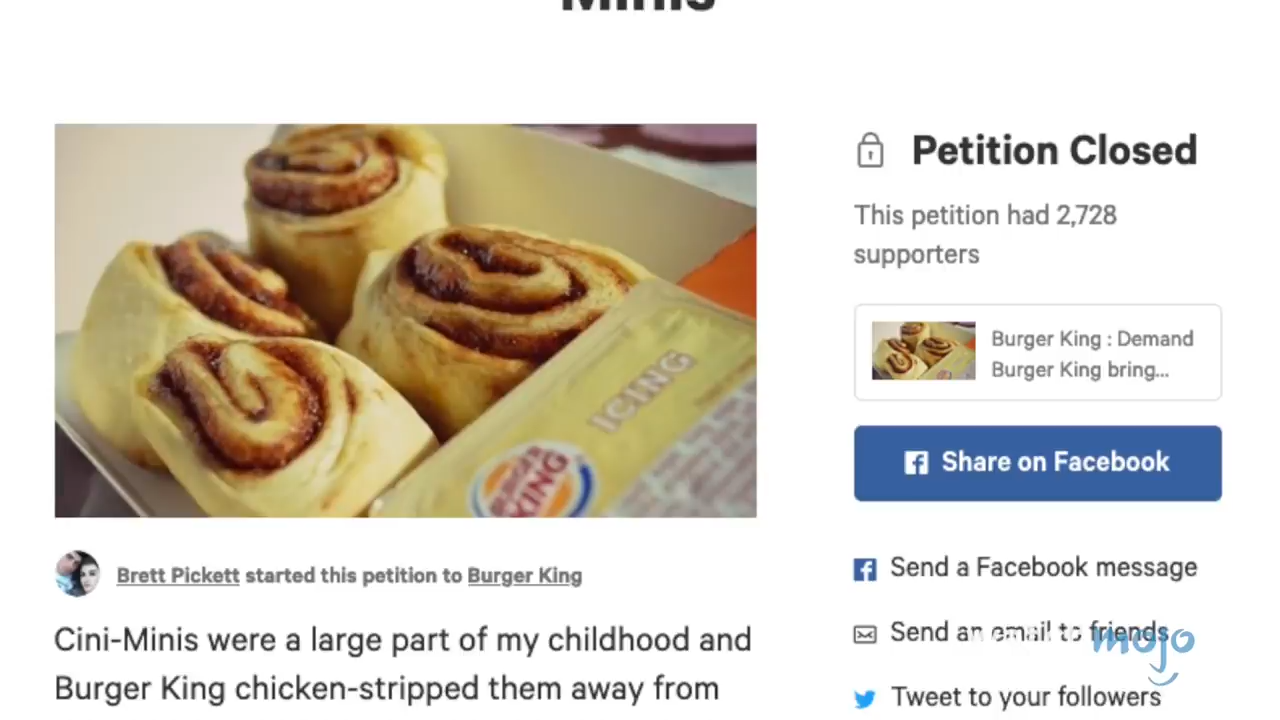 Minis
Petition Closed
This petition had 2,728
supporters
Burger King : Demand
Burger King bring...
Share on Facebook
ICING
BURGER
KING
Brett Pickett started this petition to Burger King
Send a Facebook message
Cini-Minis were a large part of my childhood and
Send an email to friends
mojo
Burger King chicken-stripped them away from
Tweet to your followers